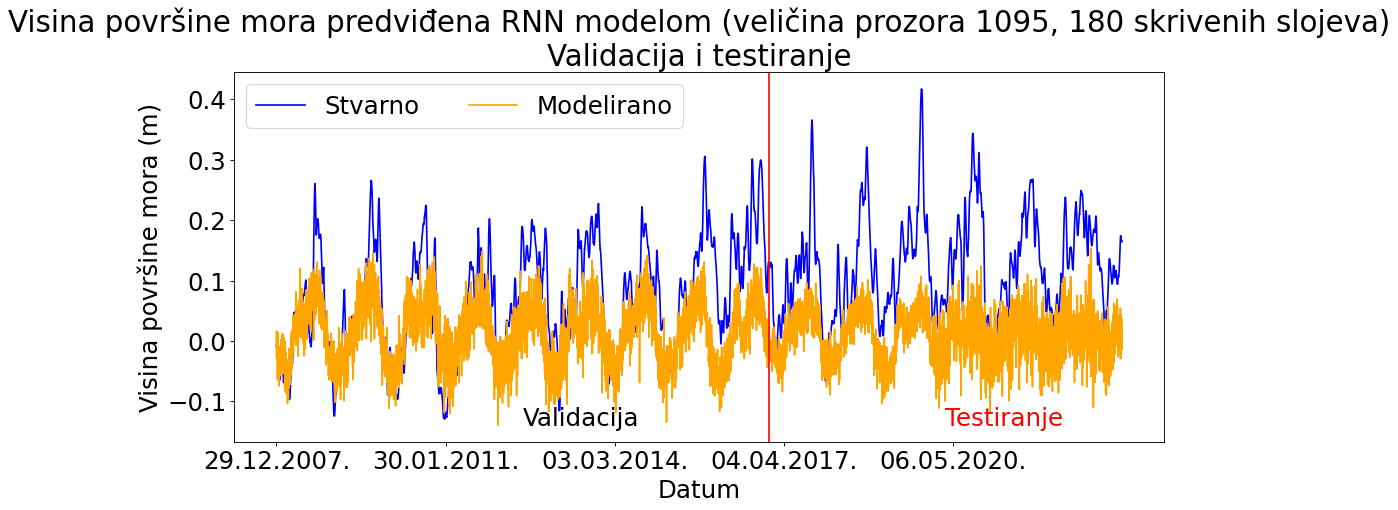 Visina površine mora predviđena RNN modelom (veličina prozora 1095, 180 skrivenih slojeva)
Validacija i testiranje
Stvarno Modelirano
Visina površine mora (m)
0.4
0.3
0.2
0.1
0.0
−0.1
Validacija Testiranje
29.12.2007. 30.01.2011. 03.03.2014. 04.04.2017. 06.05.2020.
Datum